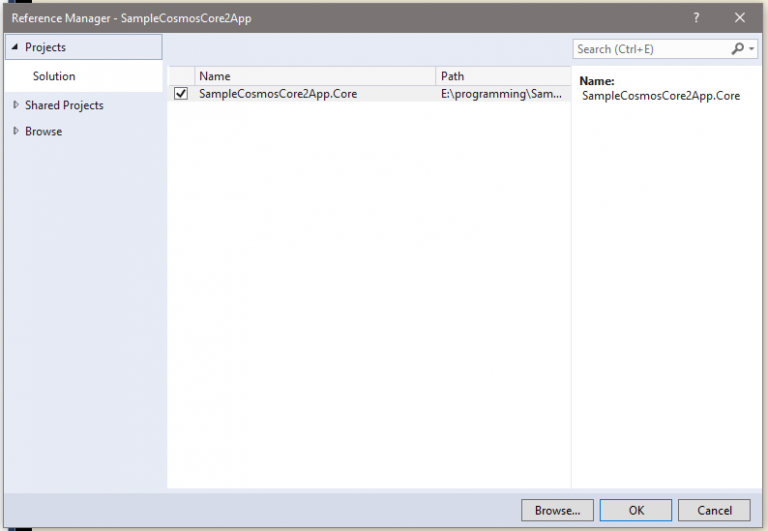 Reference Manager - SampleCosmosCore2App
?
Projects
Search (Ctrl+E)
Solution
Name Path
Name:
SampleCosmosCore2App.Core E:\programming\Sam...
SampleCosmosCore2App.Core
Shared Projects
Browse
Browse... OK Cancel